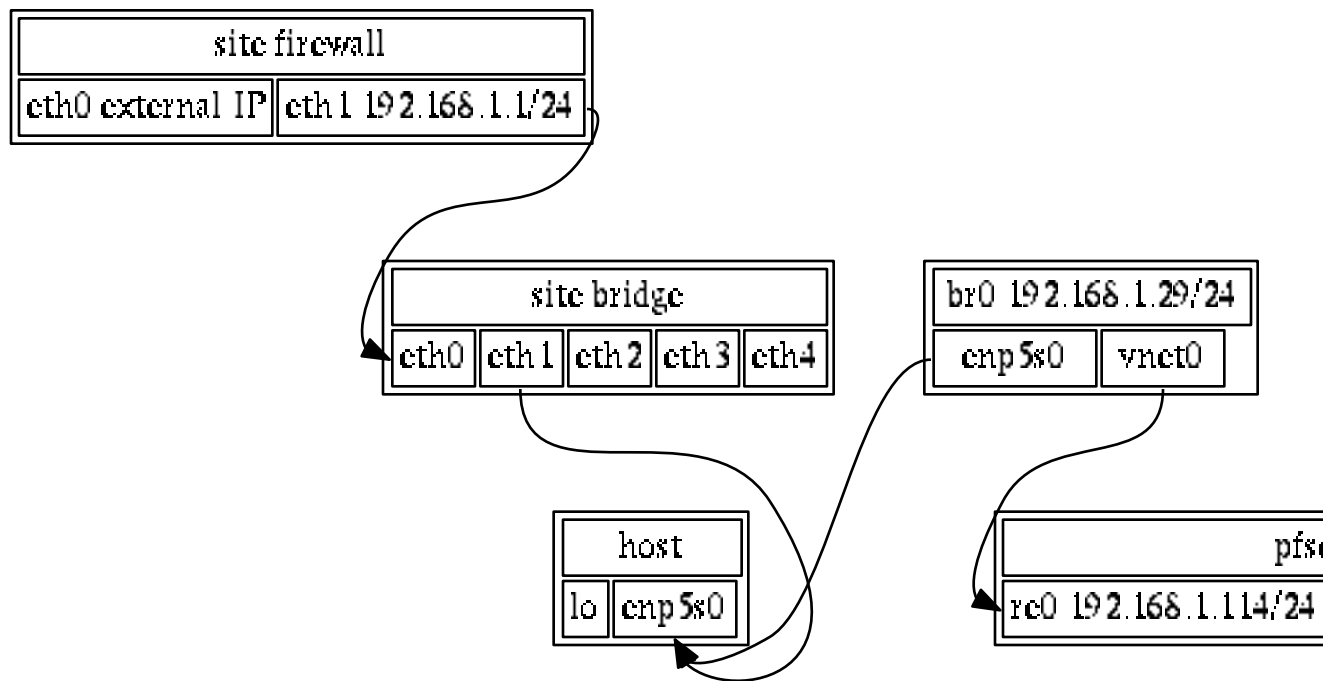 site firewall
eth0 external IP eth1 192.168.1.1/24
site bridge
eth0 eth1 eth2 eth3 eth4
br0 192.168.1.29/24
enp5s0 vnet0
host
lo enp5s0
pfse
re0 192.168.1.114/24